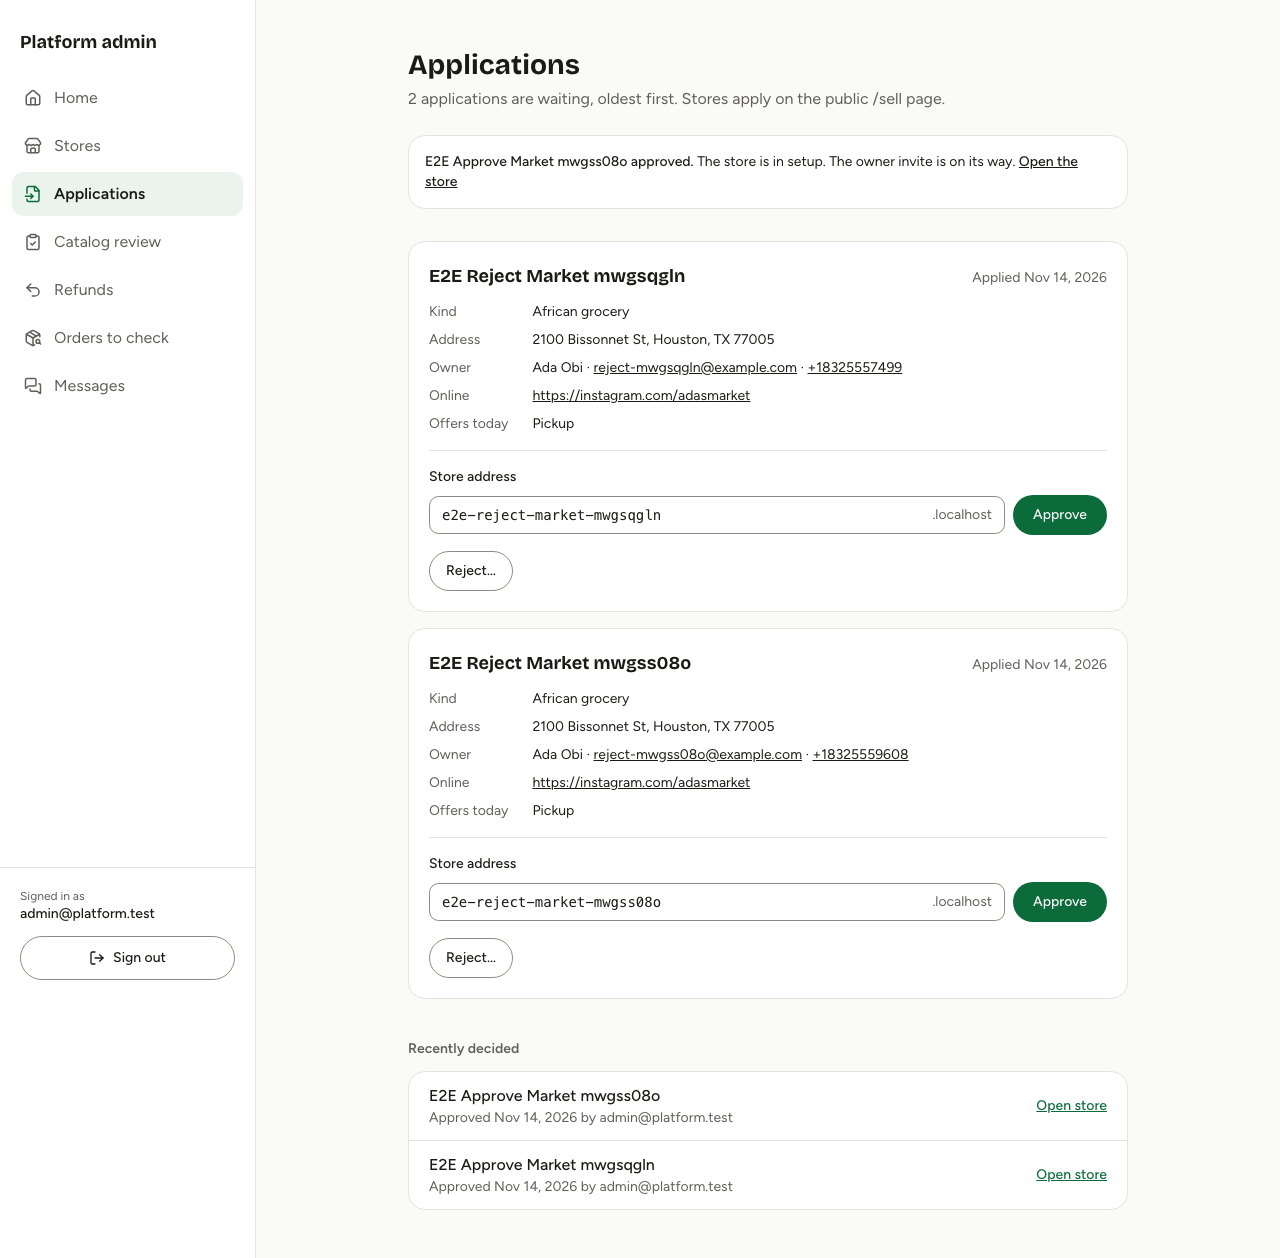 Platform admin
Home
Stores
Applications
Catalog review
Refunds
Orders to check
Messages
Signed in as
admin@platform.test
Sign out
Applications
2 applications are waiting, oldest first. Stores apply on the public /sell page.
E2E Approve Market mwgss08o approved. The store is in setup. The owner invite is on its way. Open the
store
E2E Reject Market mwgsqgln
Applied Nov 14, 2026
Kind African grocery
Address 2100 Bissonnet St, Houston, TX 77005
Owner Ada Obi · reject-mwgsqgln@example.com · +18325557499
Online https://instagram.com/adasmarket
Offers today Pickup
Store address
e2e-reject-market-mwgsqgln .localhost Approve
Reject...
E2E Reject Market mwgss08o
Applied Nov 14, 2026
Kind African grocery
Address 2100 Bissonnet St, Houston, TX 77005
Owner Ada Obi · reject-mwgss08o@example.com · +18325559608
Online https://instagram.com/adasmarket
Offers today Pickup
Store address
e2e-reject-market-mwgss08o .localhost Approve
Reject...
Recently decided
E2E Approve Market mwgss08o
Approved Nov 14, 2026 by admin@platform.test
Open store
E2E Approve Market mwgsqgln
Approved Nov 14, 2026 by admin@platform.test
Open store